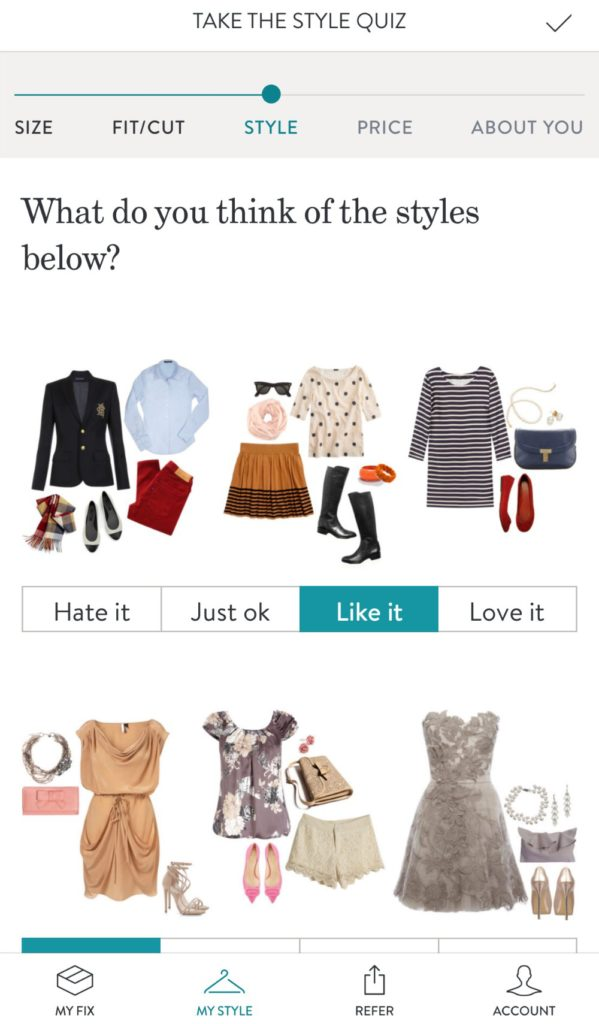 TAKE THE STYLE QUIZ
SIZE FIT/CUT STYLE PRICE ABOUT YOU
What do you think of the styles
below?
Hate it Just ok Like it Love it
MY FIX MY STYLE REFER ACCOUNT